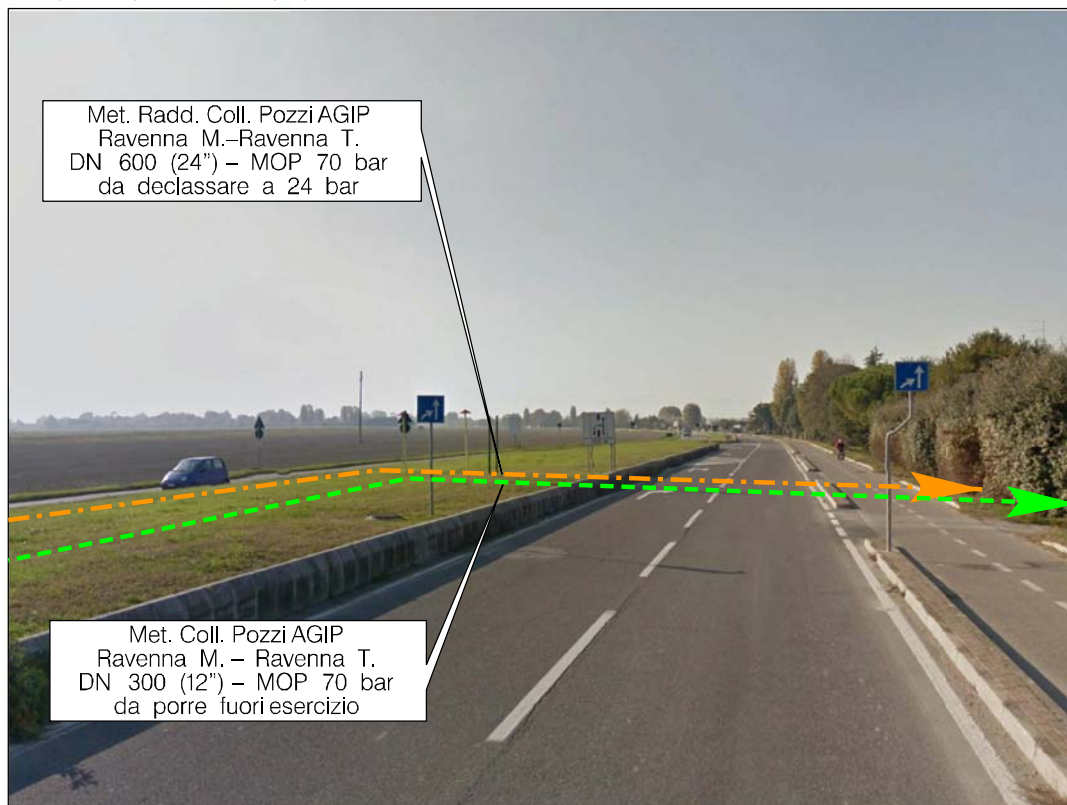 Met. Radd. Coll. Pozzi AGIP
Ravenna M.–Ravenna T.
DN 600 (24") – MOP 70 bar
da declassare a 24 bar
Met. Coll. Pozzi AGIP
Ravenna M. – Ravenna T.
DN 300 (12") – MOP 70 bar
da porre fuori esercizio